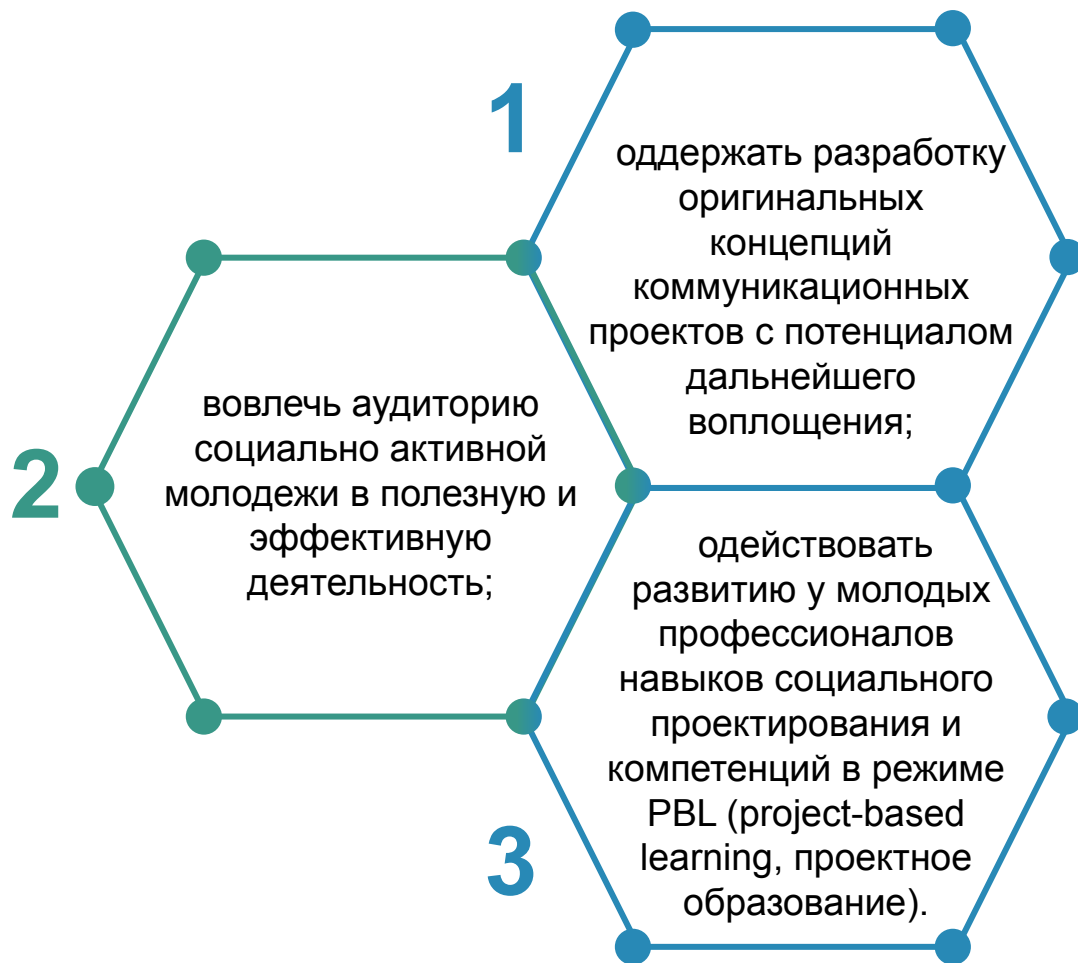 1
оддержать разработку
оригинальных
концепций
коммуникационных
проектов с потенциалом
дальнейшего
воплощения;
2
вовлечь аудиторию
социально активной
молодежи в полезную и
эффективную
деятельность;
3
одействовать
развитию у молодых
профессионалов
навыков социального
проектирования и
компетенций в режиме
PBL (project-based
learning, проектное
образование).